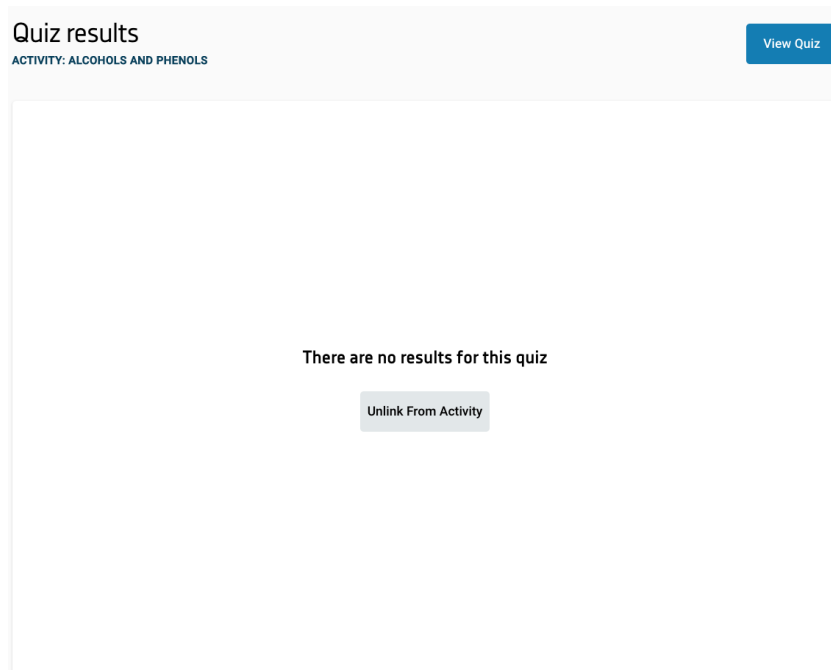 Quiz results
View Quiz
ACTIVITY: ALCOHOLS AND PHENOLS
There are no results for this quiz
Unlink From Activity